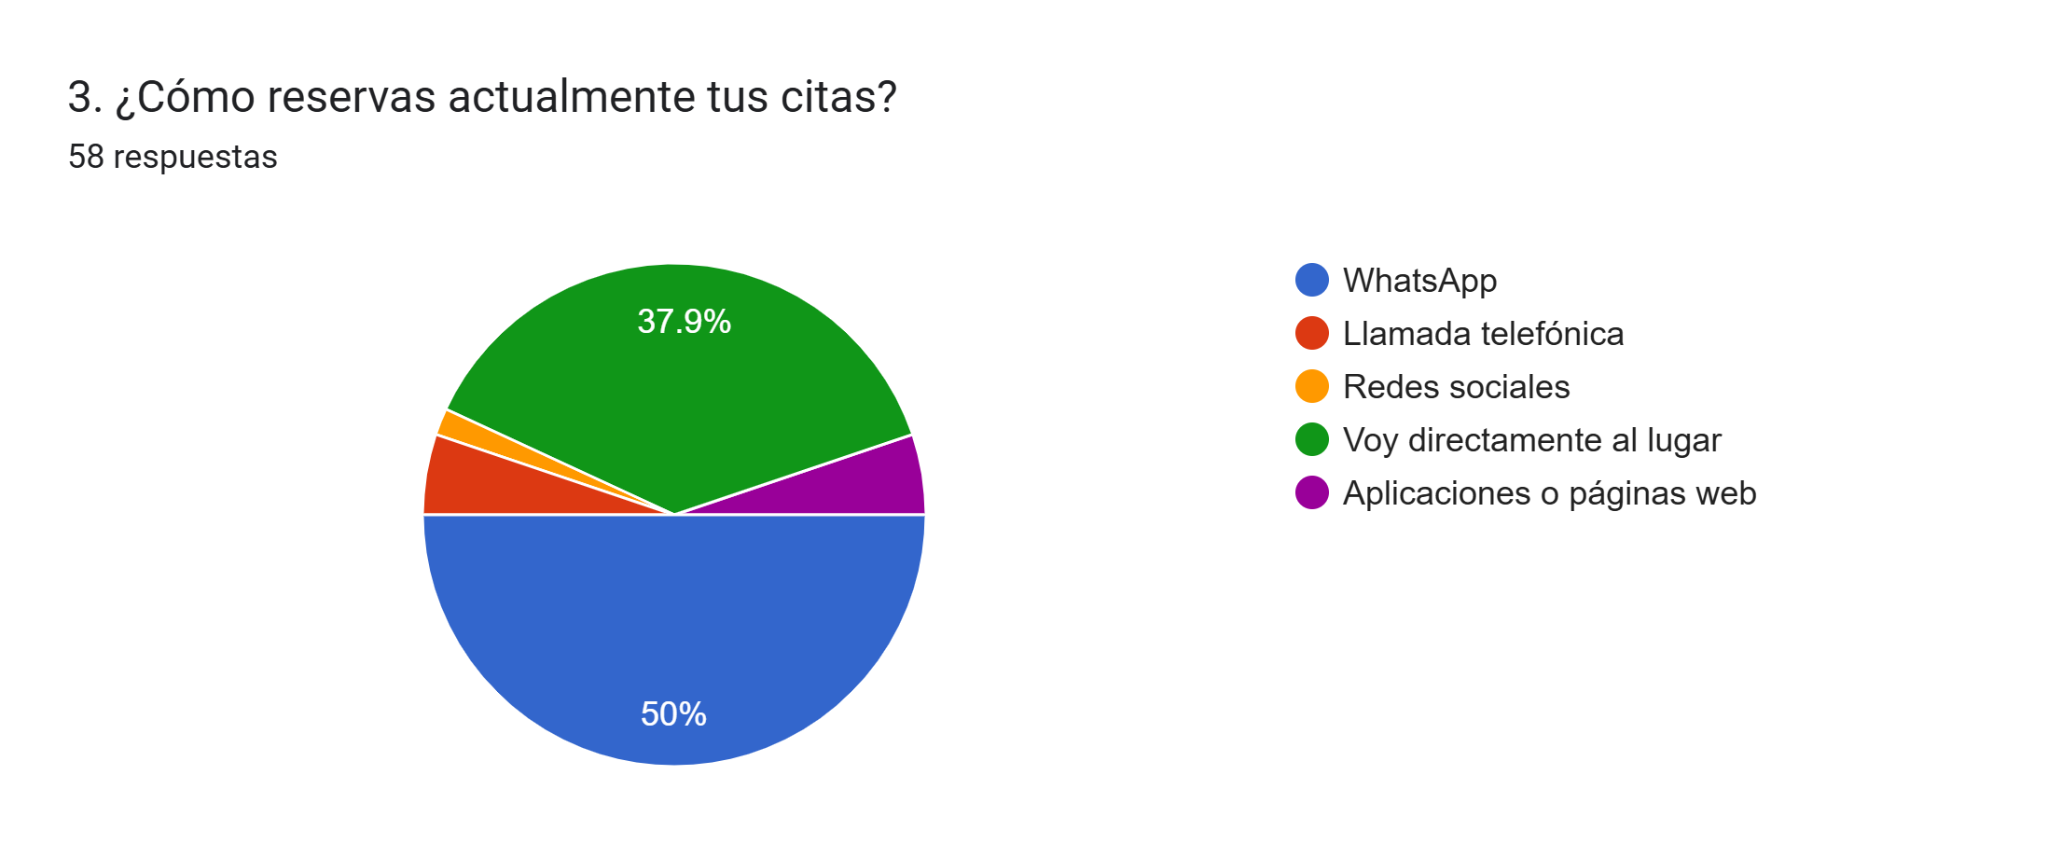 3. ¿Cómo reservas actualmente tus citas?
58 respuestas
37.9%
50%
WhatsApp
Llamada telefónica
Redes sociales
Voy directamente al lugar
Aplicaciones o páginas web